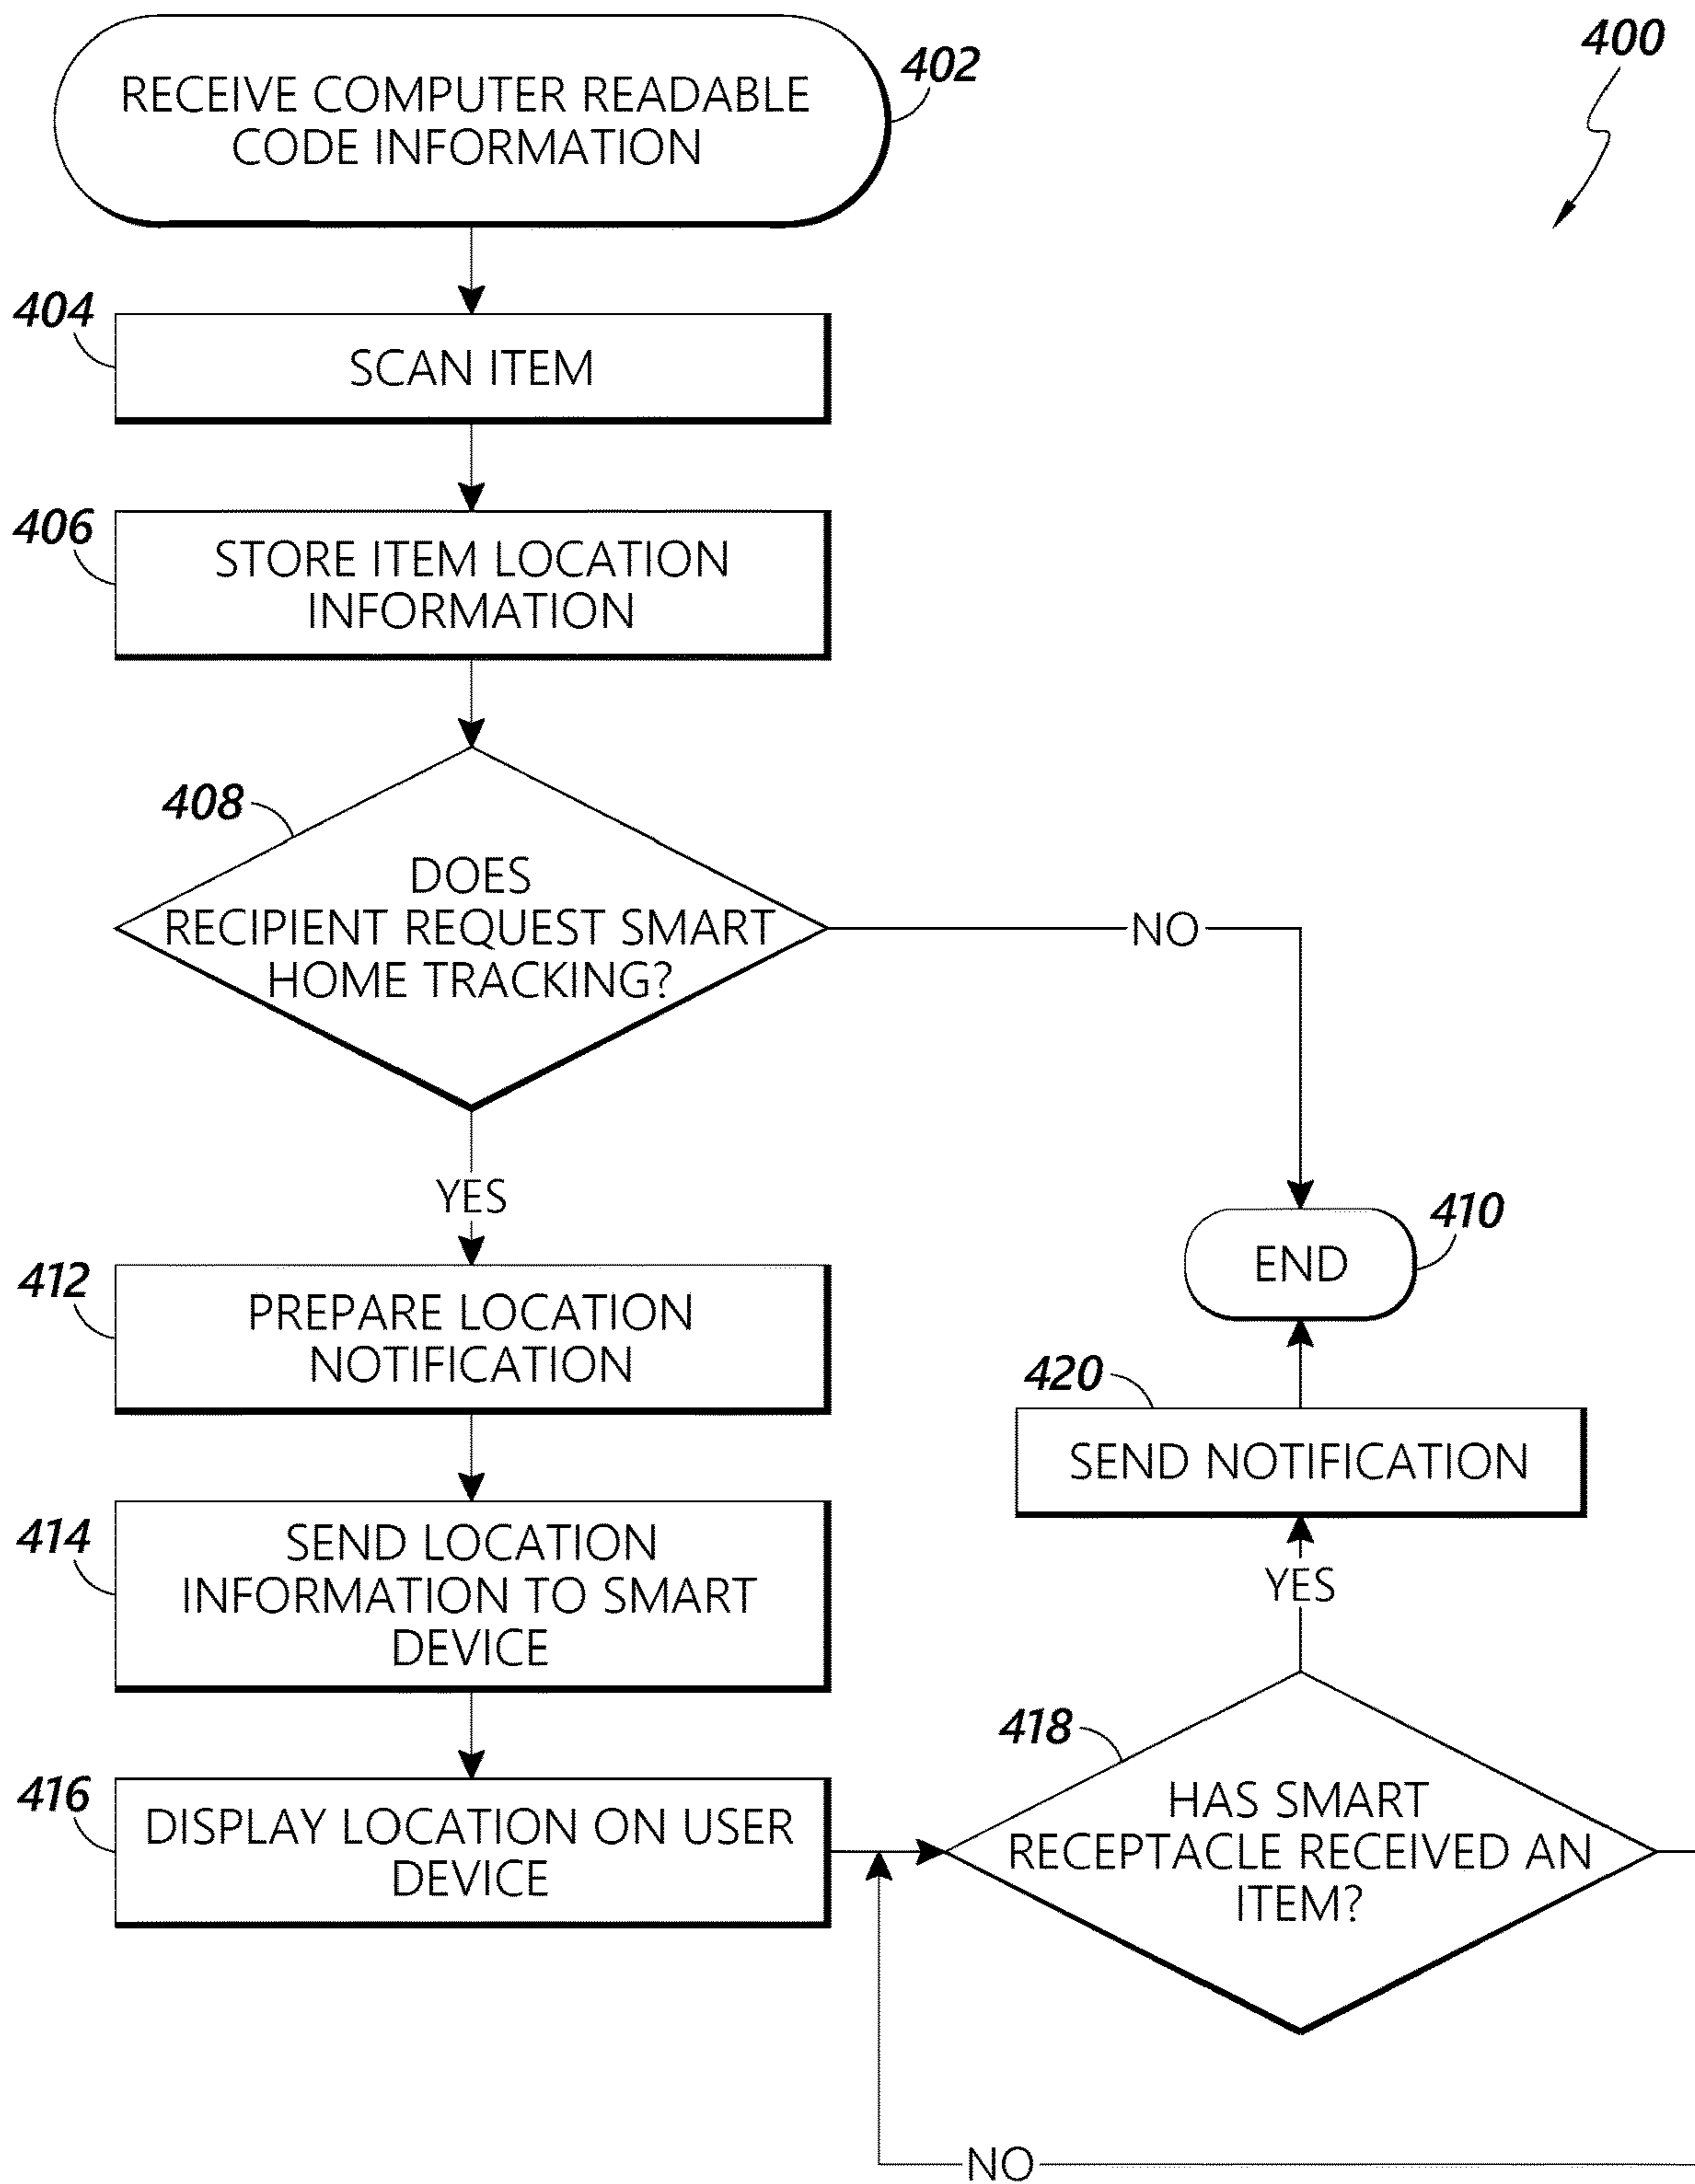 400
402
RECEIVE COMPUTER READABLE
CODE INFORMATION
404
SCAN ITEM
406
STORE ITEM LOCATION
INFORMATION
408
DOES
RECIPIENT REQUEST SMART
HOME TRACKING?
NO
YES
410
END
412
PREPARE LOCATION
NOTIFICATION
414
SEND LOCATION
INFORMATION TO SMART
DEVICE
416
DISPLAY LOCATION ON USER
DEVICE
420
SEND NOTIFICATION
YES
418
HAS SMART
RECEPTACLE RECEIVED AN
ITEM?
NO